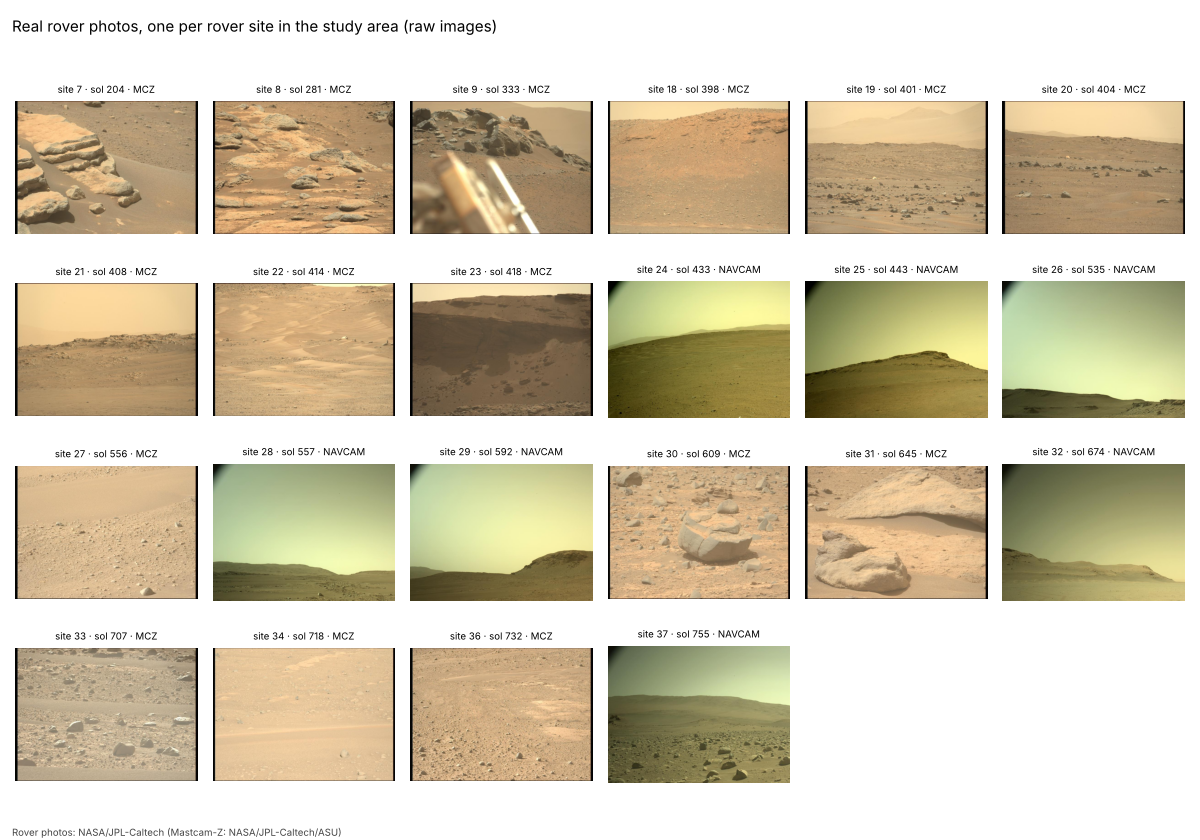 Real rover photos, one per rover site in the study area (raw images)
site 7 · sol 204 · MCZ
site 8 · sol 281 · MCZ
site 9 · sol 333 · MCZ
site 18 · sol 398 · MCZ
site 19 · sol 401 · MCZ
site 20 · sol 404 · MCZ
site 21 · sol 408 · MCZ
site 22 · sol 414 · MCZ
site 23 · sol 418 · MCZ
site 24 · sol 433 · NAVCAM
site 25 · sol 443 · NAVCAM
site 26 · sol 535 · NAVCAM
site 27 · sol 556 · MCZ
site 28 · sol 557 · NAVCAM
site 29 · sol 592 · NAVCAM
site 30 · sol 609 · MCZ
site 31 · sol 645 · MCZ
site 32 · sol 674 · NAVCAM
site 33 · sol 707 · MCZ
site 34 · sol 718 · MCZ
site 36 · sol 732 · MCZ
site 37 · sol 755 · NAVCAM
Rover photos: NASA/JPL-Caltech (Mastcam-Z: NASA/JPL-Caltech/ASU)